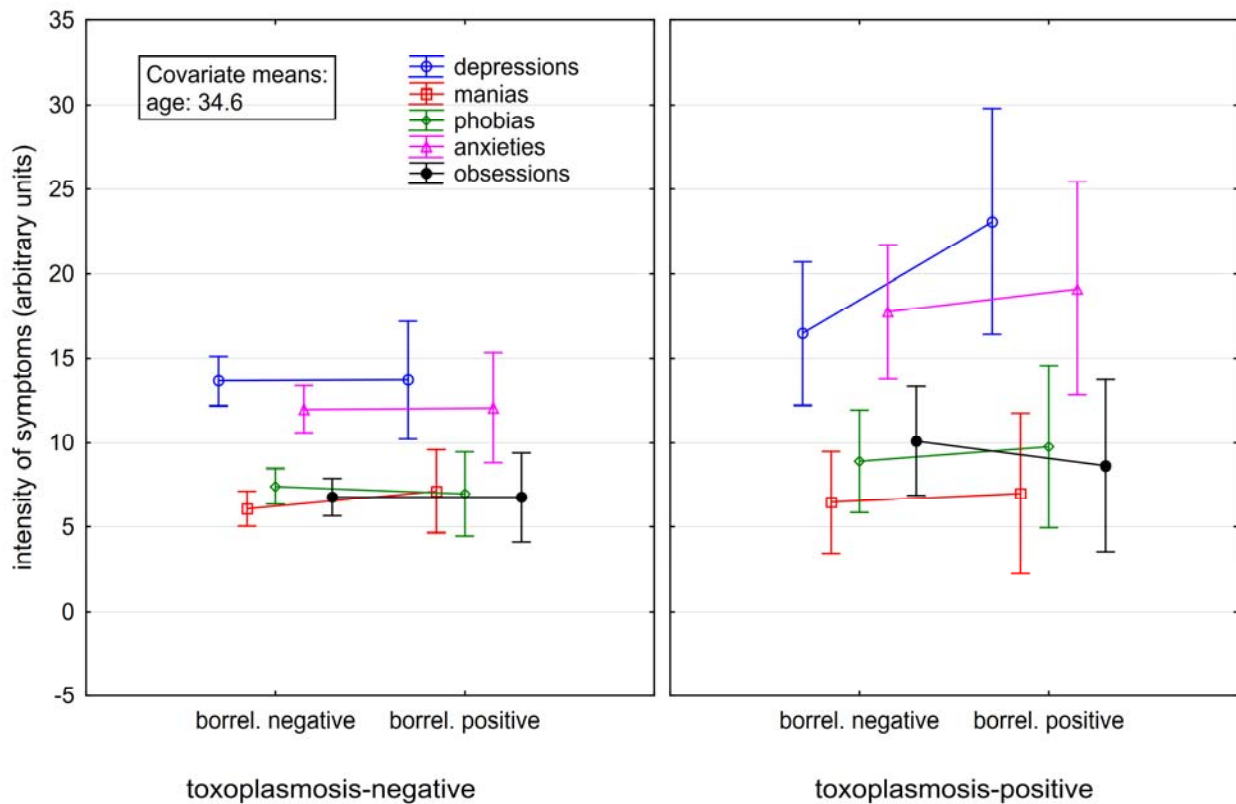 35
30
25
20
15
10
5
0
-5
intensity of symptoms (arbitrary units)
Covariate means:
age: 34.6
depressions
manias
phobias
anxieties
obsessions
borrel. negative
borrel. positive
borrel. negative
borrel. positive
toxoplasmosis-negative
toxoplasmosis-positive